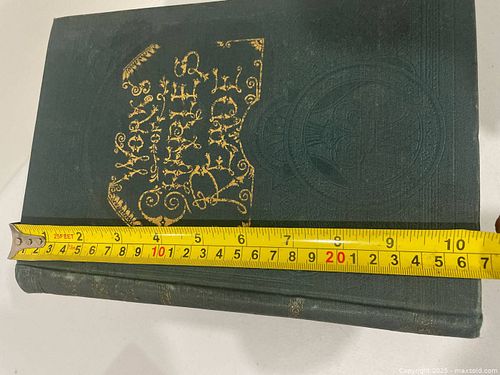 WORKS
OF
CHARLES
READE
25FEET 2 3 4 5 6 7 8 9 10
2 3 4 5 6 7 8 9 10 1 2 3 4 5 6 7 8 9 20 1 2 3 4 5 6 7
Copyright 2025 - maxsold.com